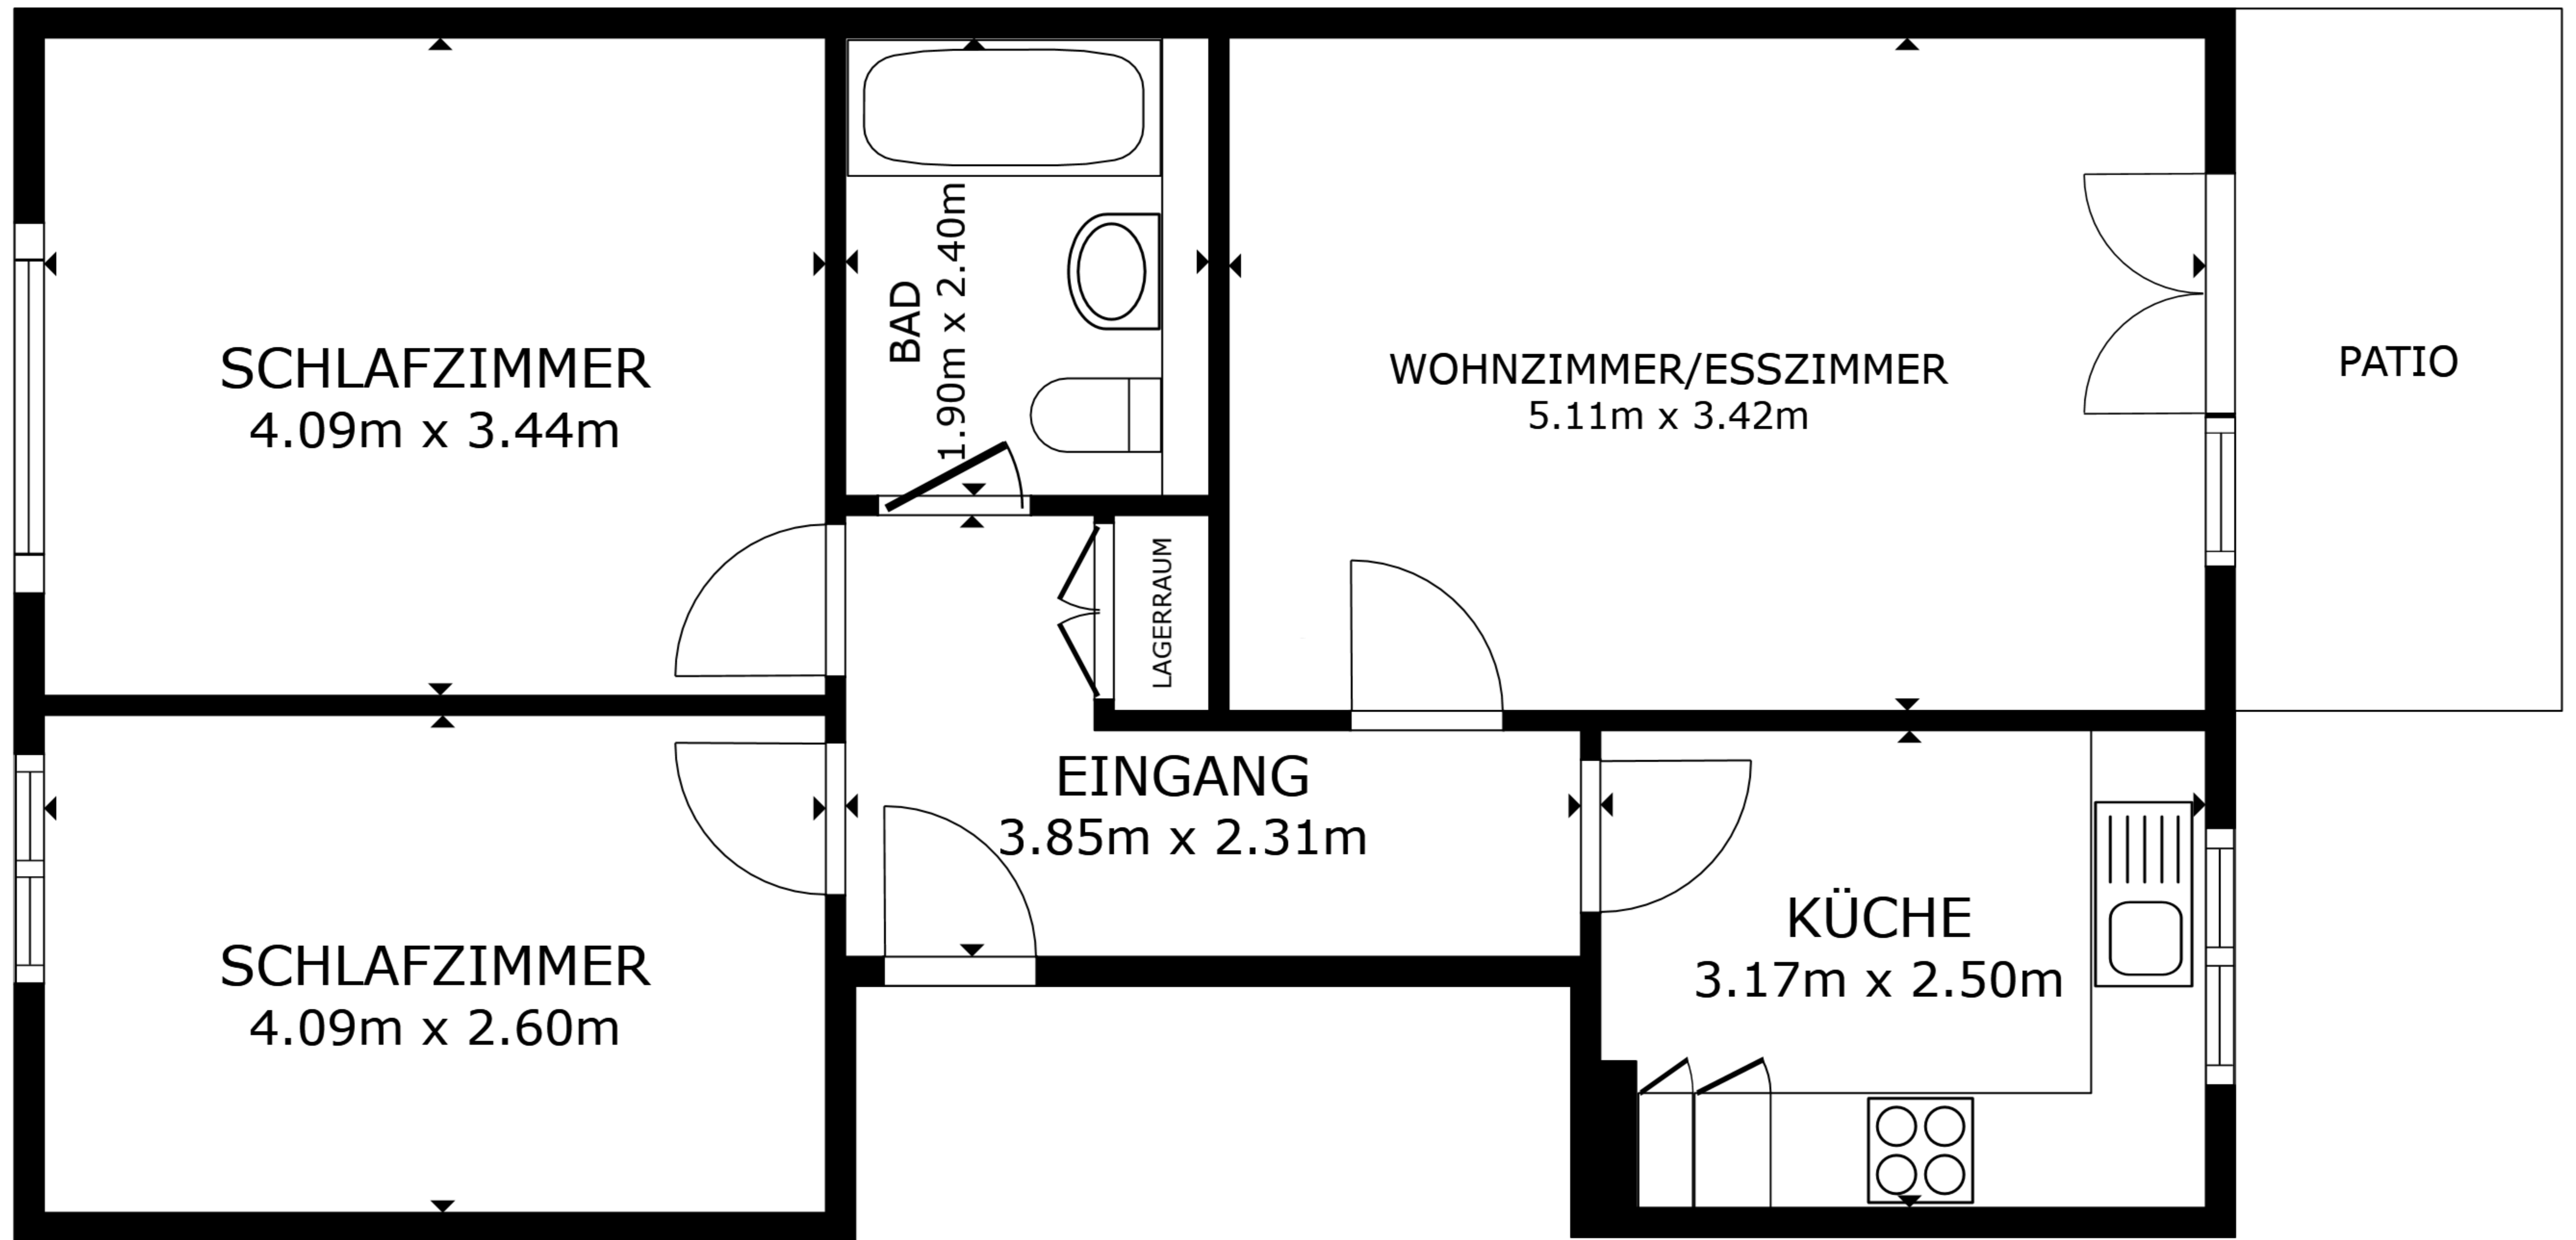 SCHLAFZIMMER
4.09m x 3.44m
BAD
1.90m x 2.40m
WOHNZIMMER/ESSZIMMER
5.11m x 3.42m
PATIO
LAGERRAUM
EINGANG
3.85m x 2.31m
KÜCHE
3.17m x 2.50m
SCHLAFZIMMER
4.09m x 2.60m